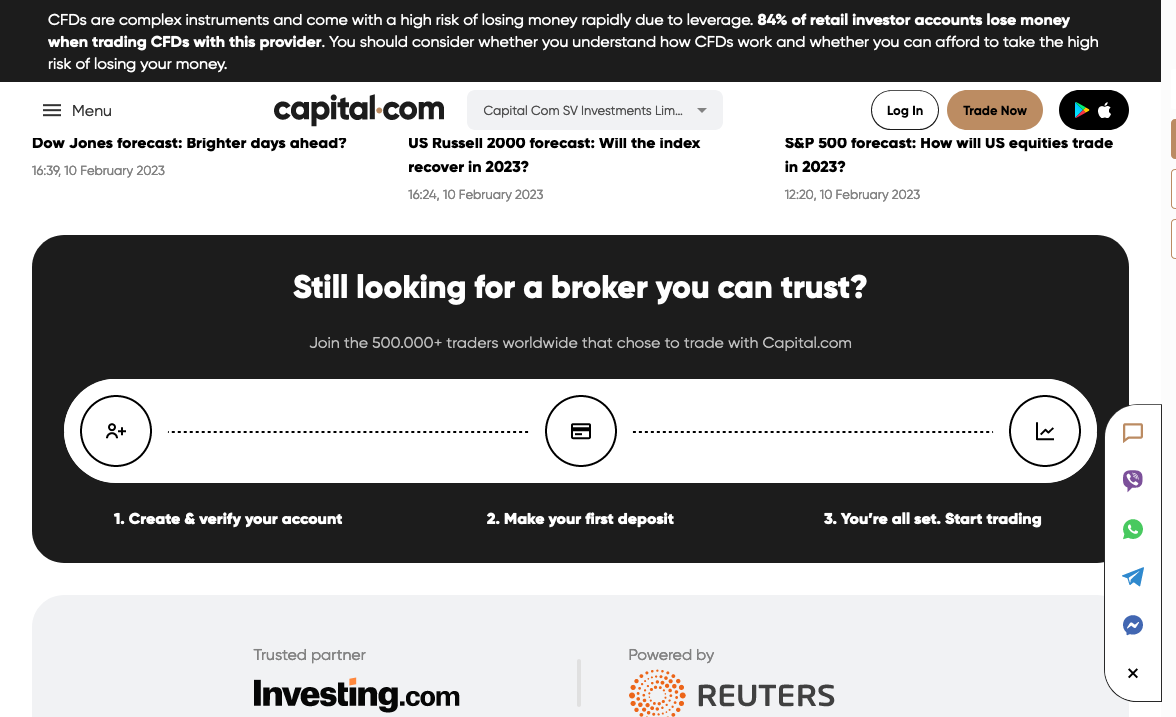 CFDs are complex instruments and come with a high risk of losing money rapidly due to leverage. 84% of retail investor accounts lose money
when trading CFDs with this provider. You should consider whether you understand how CFDs work and whether you can afford to take the high
risk of losing your money.
Menu
capital.com
Capital Com SV Investments Lim...
Log In
Trade Now
Dow Jones forecast: Brighter days ahead?
16:39, 10 February 2023
US Russell 2000 forecast: Will the index
recover in 2023?
16:24, 10 February 2023
S&P 500 forecast: How will US equities trade
in 2023?
12:20, 10 February 2023
Still looking for a broker you can trust?
Join the 500.000+ traders worldwide that chose to trade with Capital.com
1. Create & verify your account
2. Make your first deposit
3. You're all set. Start trading
Trusted partner
Investing.com
Powered by
REUTERS